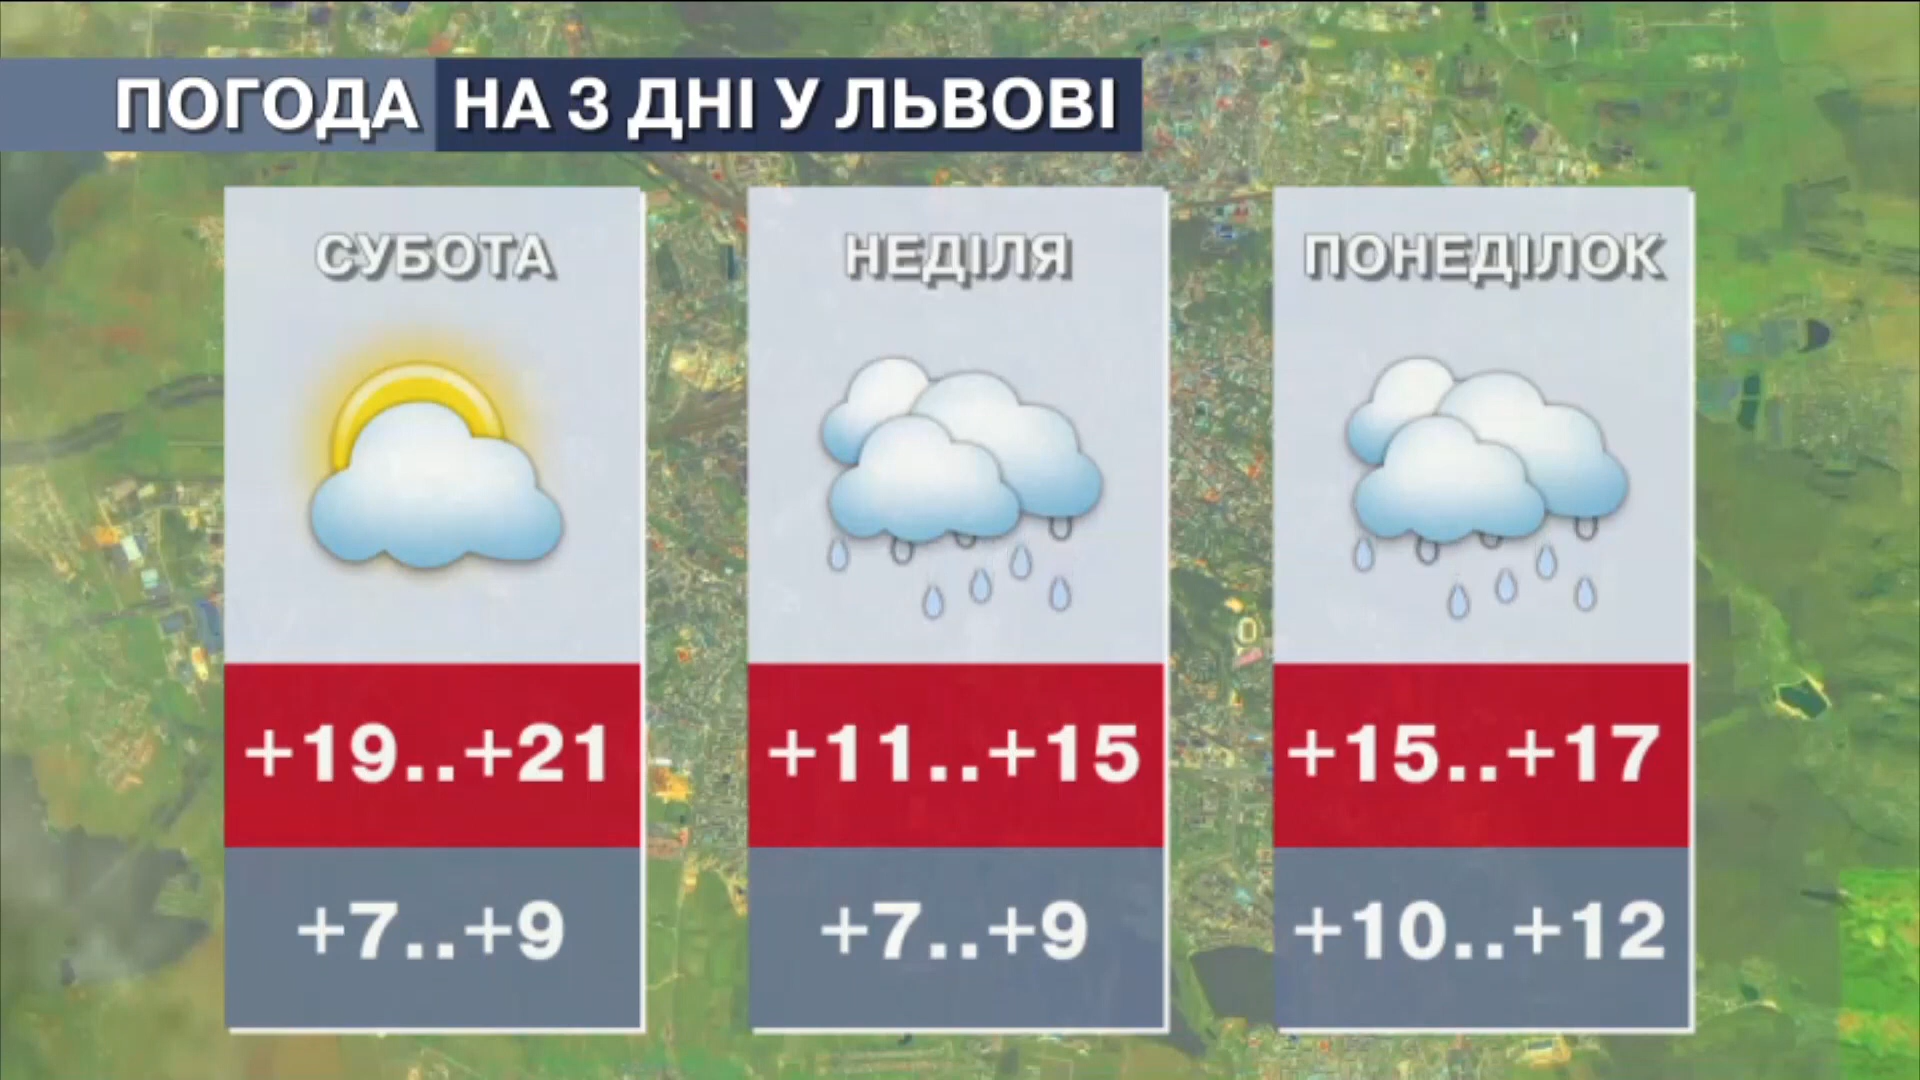 ПОГОДА НА 3 ДНІ У ЛЬВОВІ
СУБОТА
+19..+21
+7..+9
НЕДІЛЯ
+11..+15
+7..+9
ПОНЕДІЛОК
+15..+17
+10..+12